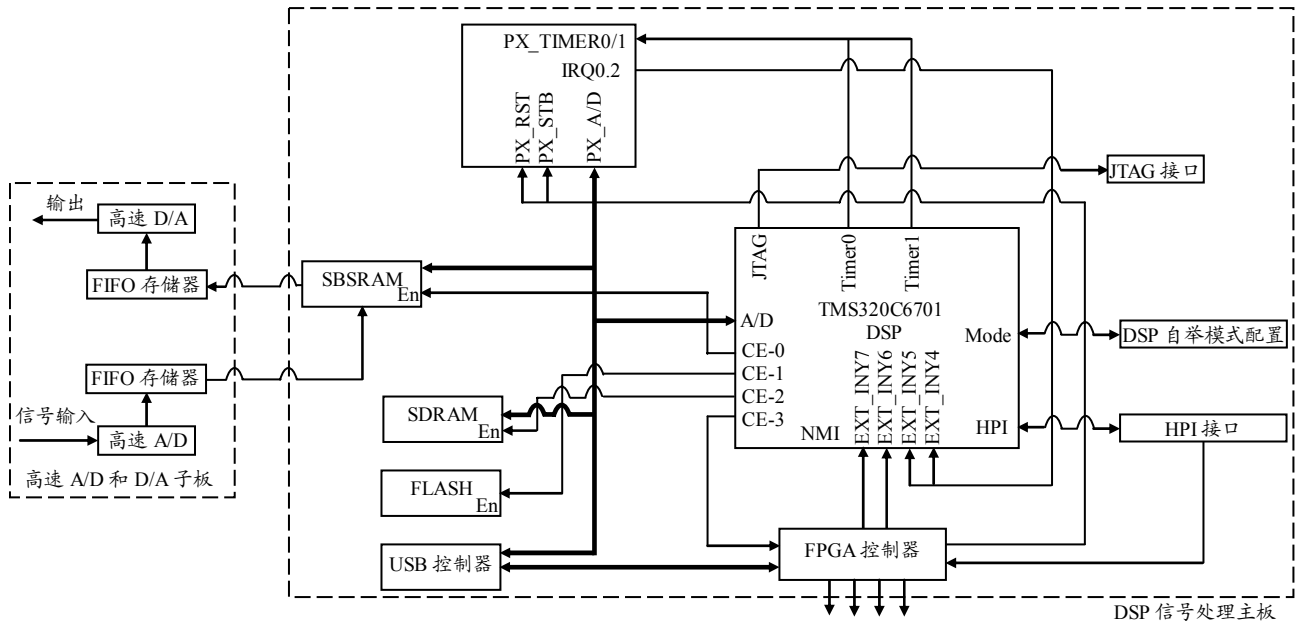 PX_TIMER0/1
IRQ0.2
PX_RST
PX_STB
PX_A/D
JTAG 接口
输出
高速 D/A
FIFO 存储器
SBSRAM
En
JTAG
Timer0
Timer1
TMS320C6701
DSP
A/D
CE-0
CE-1
CE-2
CE-3
Mode
DSP 自举模式配置
EXT_INY7
EXT_INY6
EXT_INY5
EXT_INY4
NMI
HPI
HPI 接口
FIFO 存储器
信号输入
高速 A/D
高速 A/D 和 D/A 子板
SDRAM
En
FLASH
En
USB 控制器
FPGA 控制器
DSP 信号处理主板